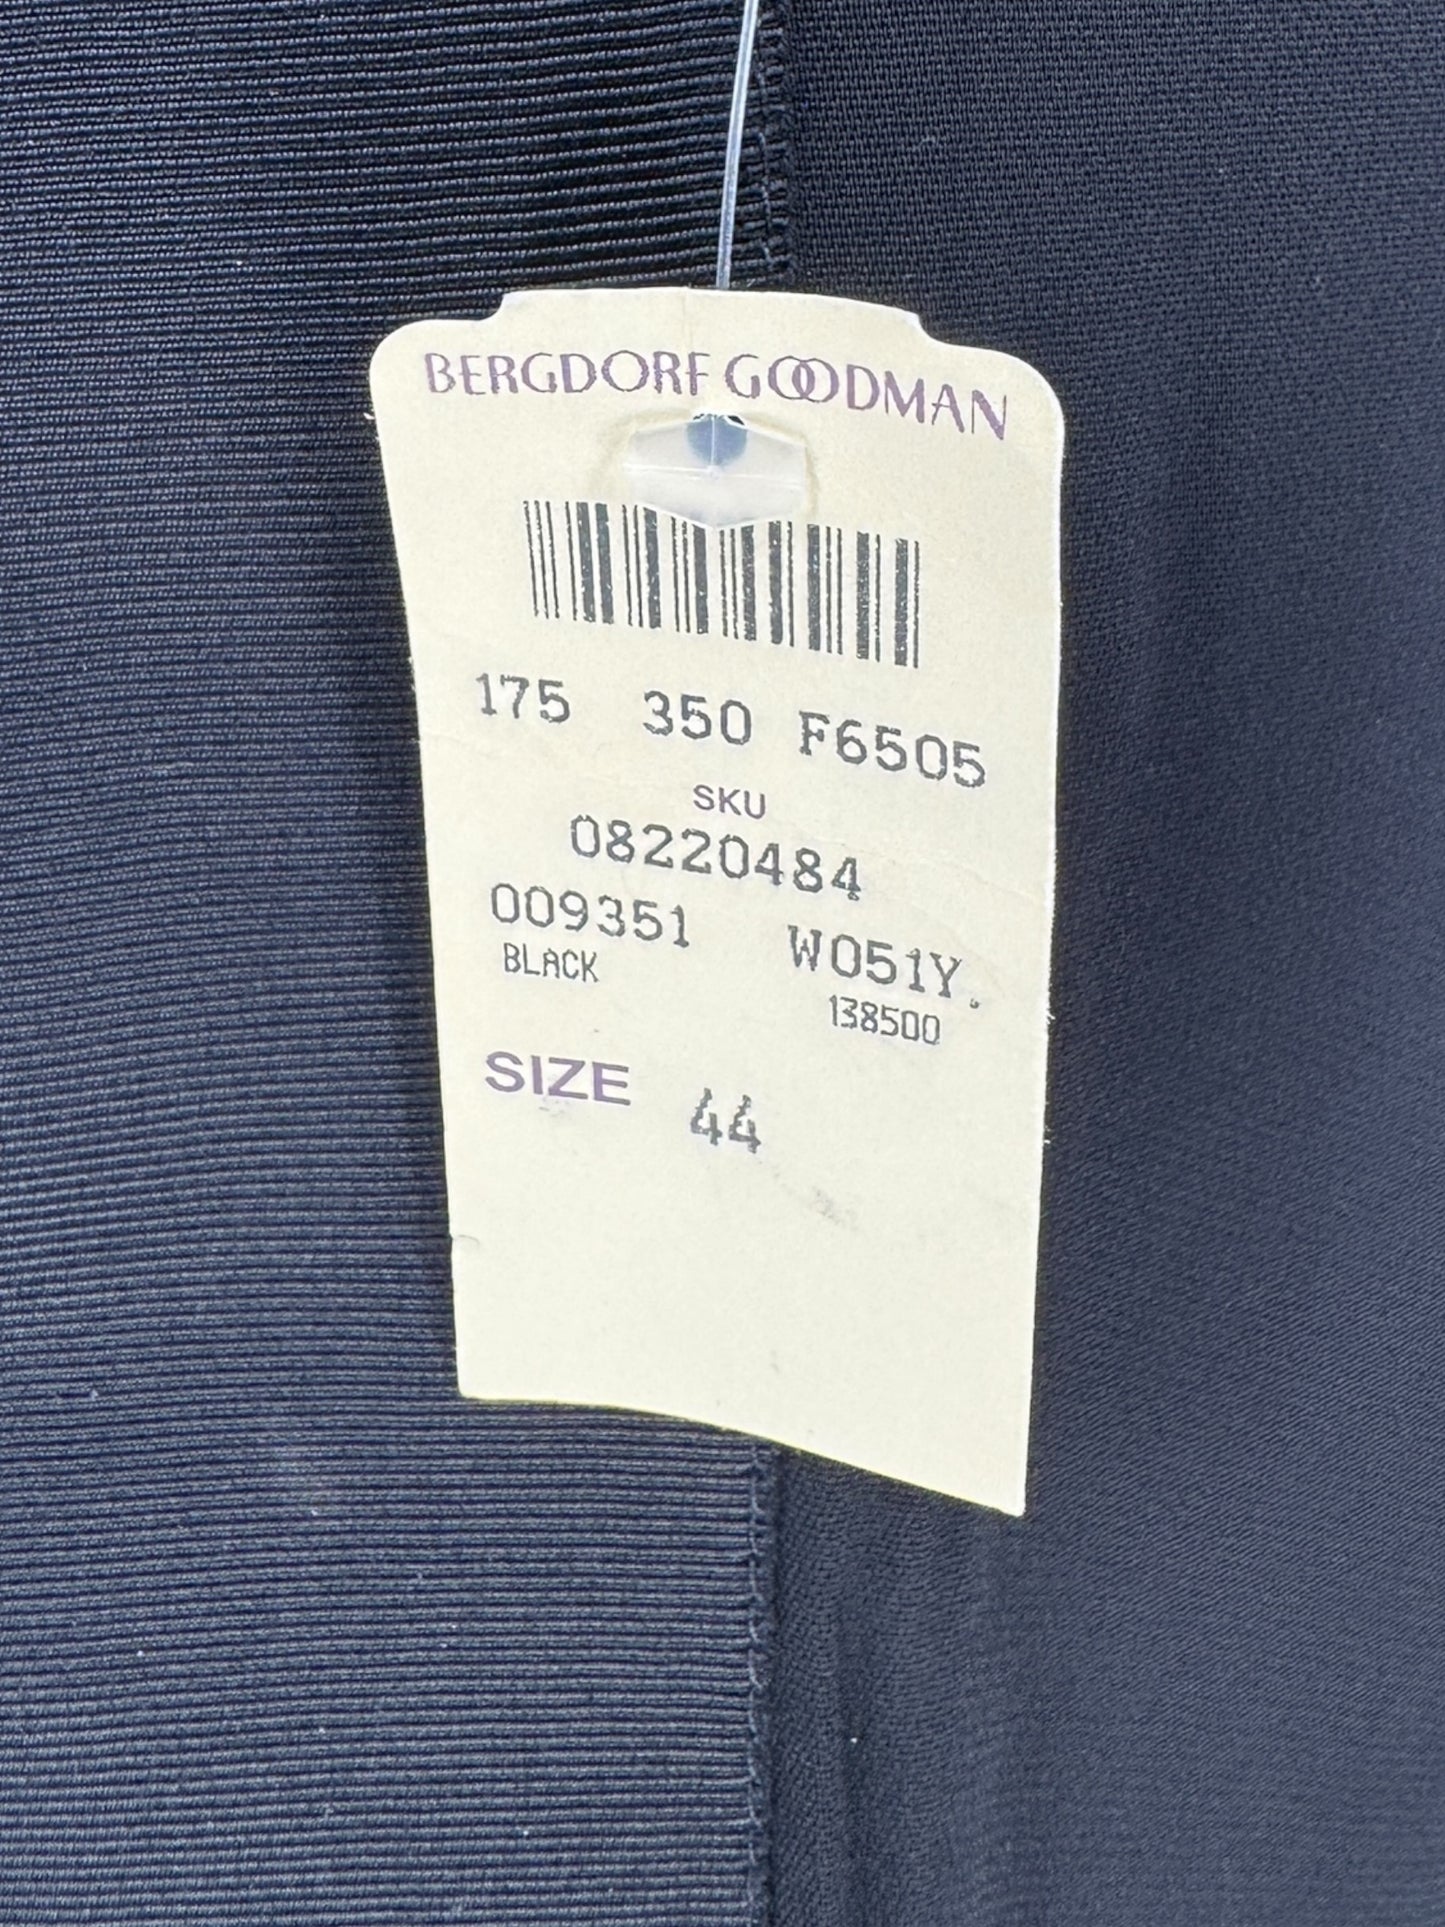 BERGDORF GOODMAN
175 350 F6505
SKU
08220484
009351 W051Y.
BLACK 138500
SIZE 44